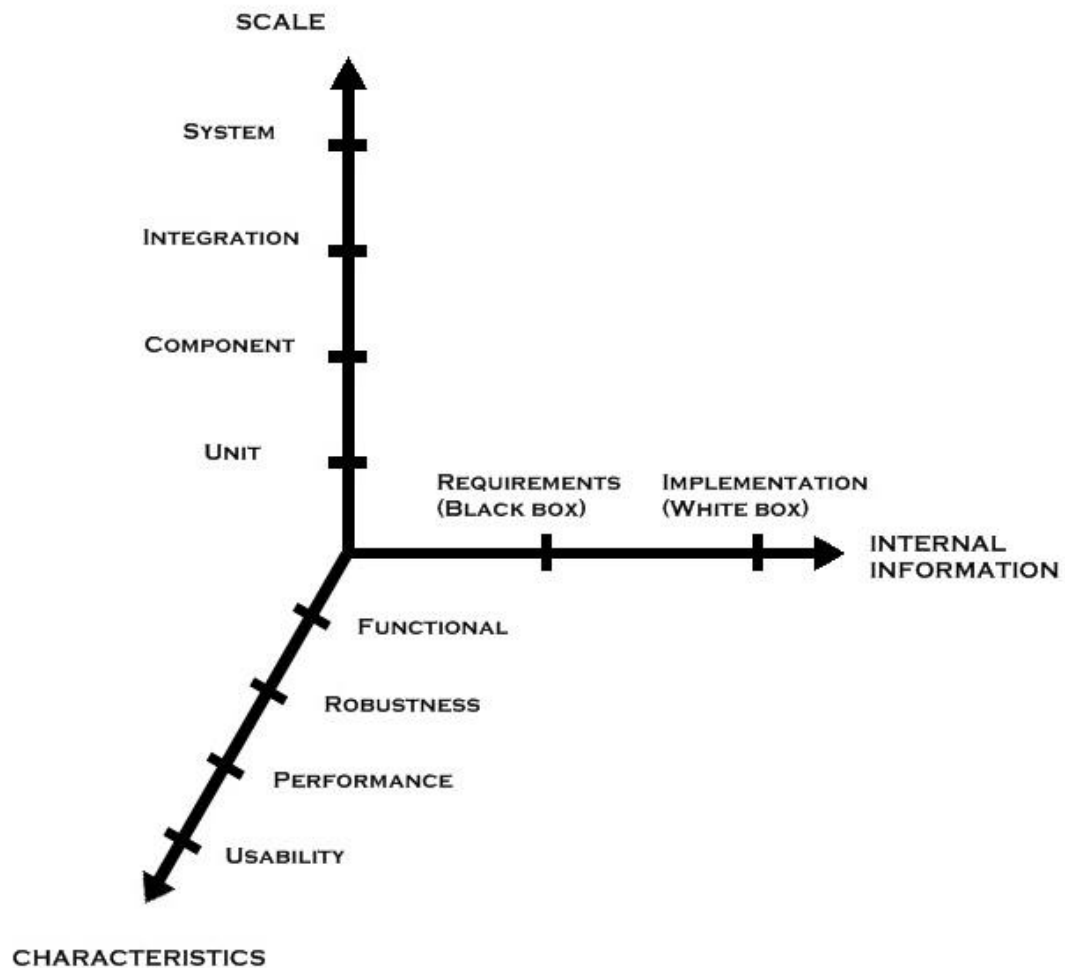 SCALE
SYSTEM
INTEGRATION
COMPONENT
UNIT
REQUIREMENTS
(BLACK BOX)
IMPLEMENTATION
(WHITE BOX)
INTERNAL
INFORMATION
FUNCTIONAL
ROBUSTNESS
PERFORMANCE
USABILITY
CHARACTERISTICS